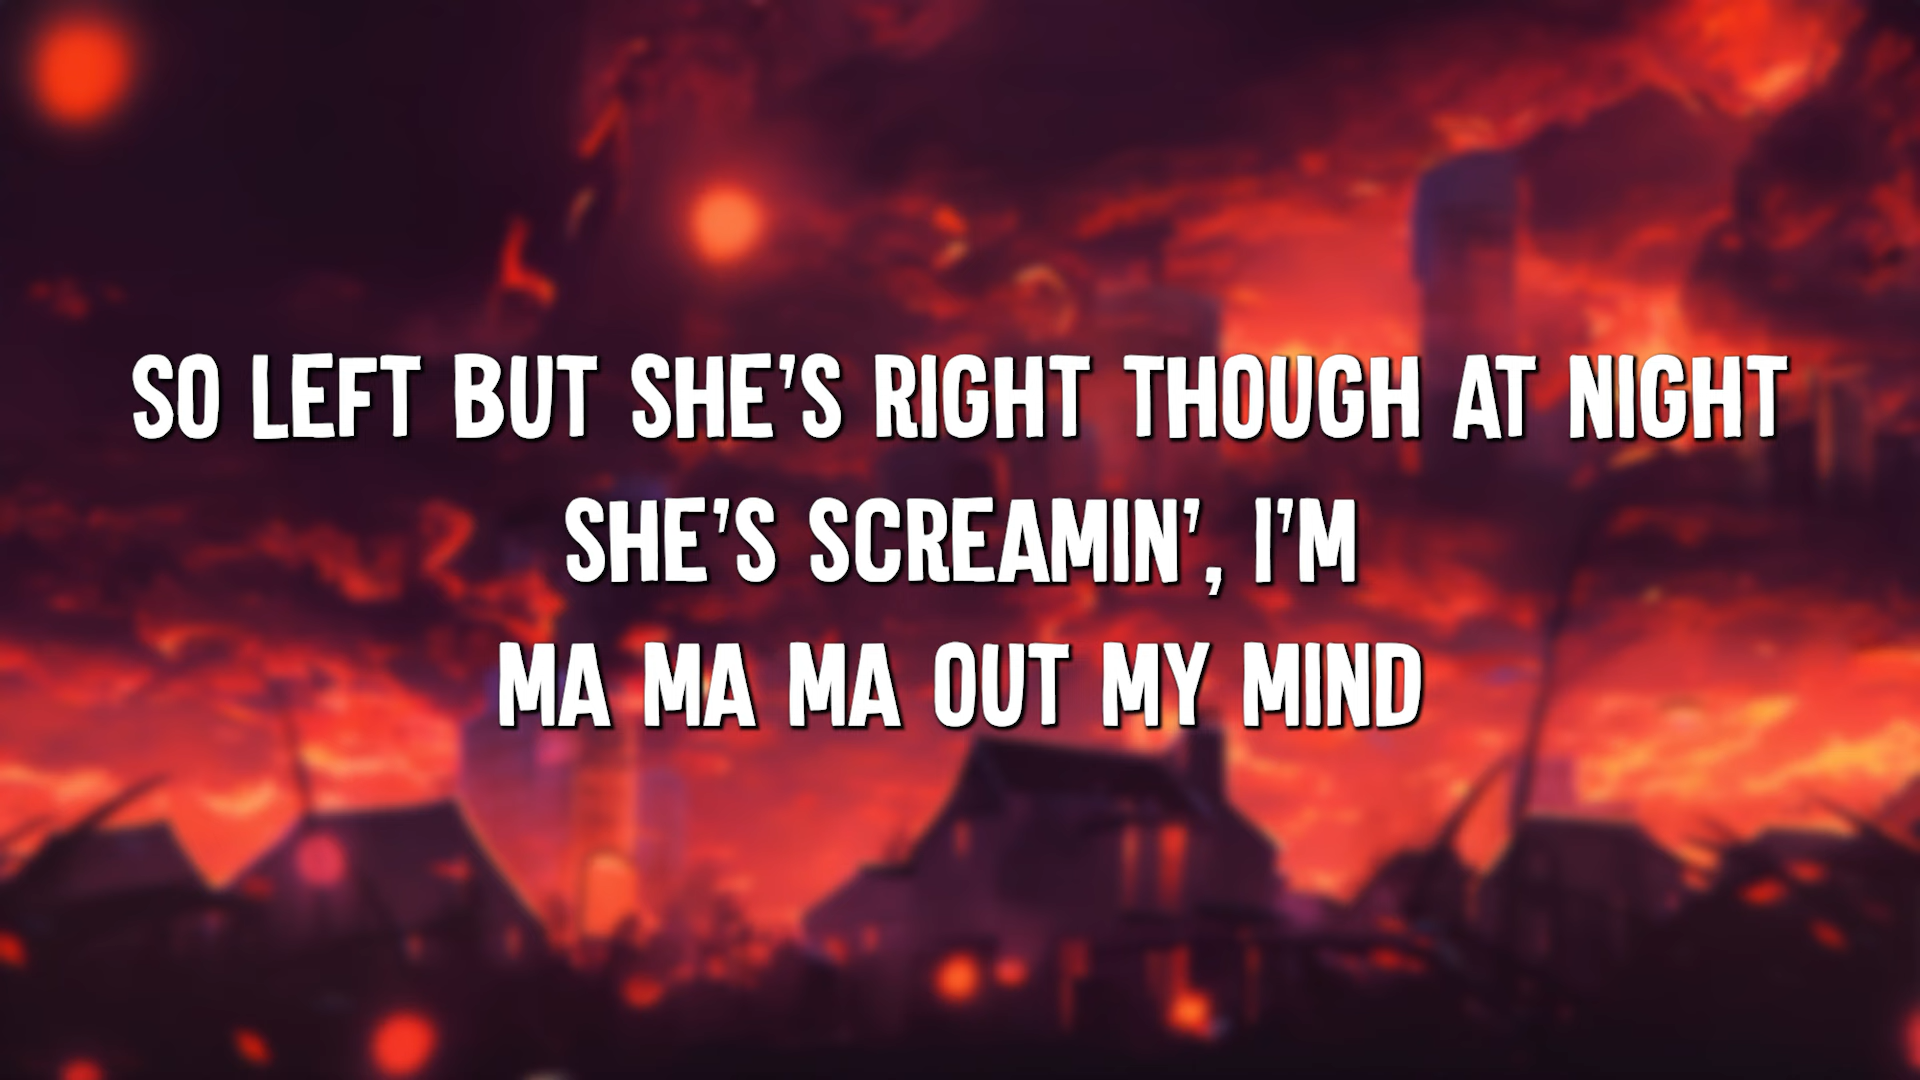 SO LEFT BUT SHE'S RIGHT THOUGH AT NIGHT
SHE'S SCREAMIN', I'M
MA MA MA OUT MY MIND